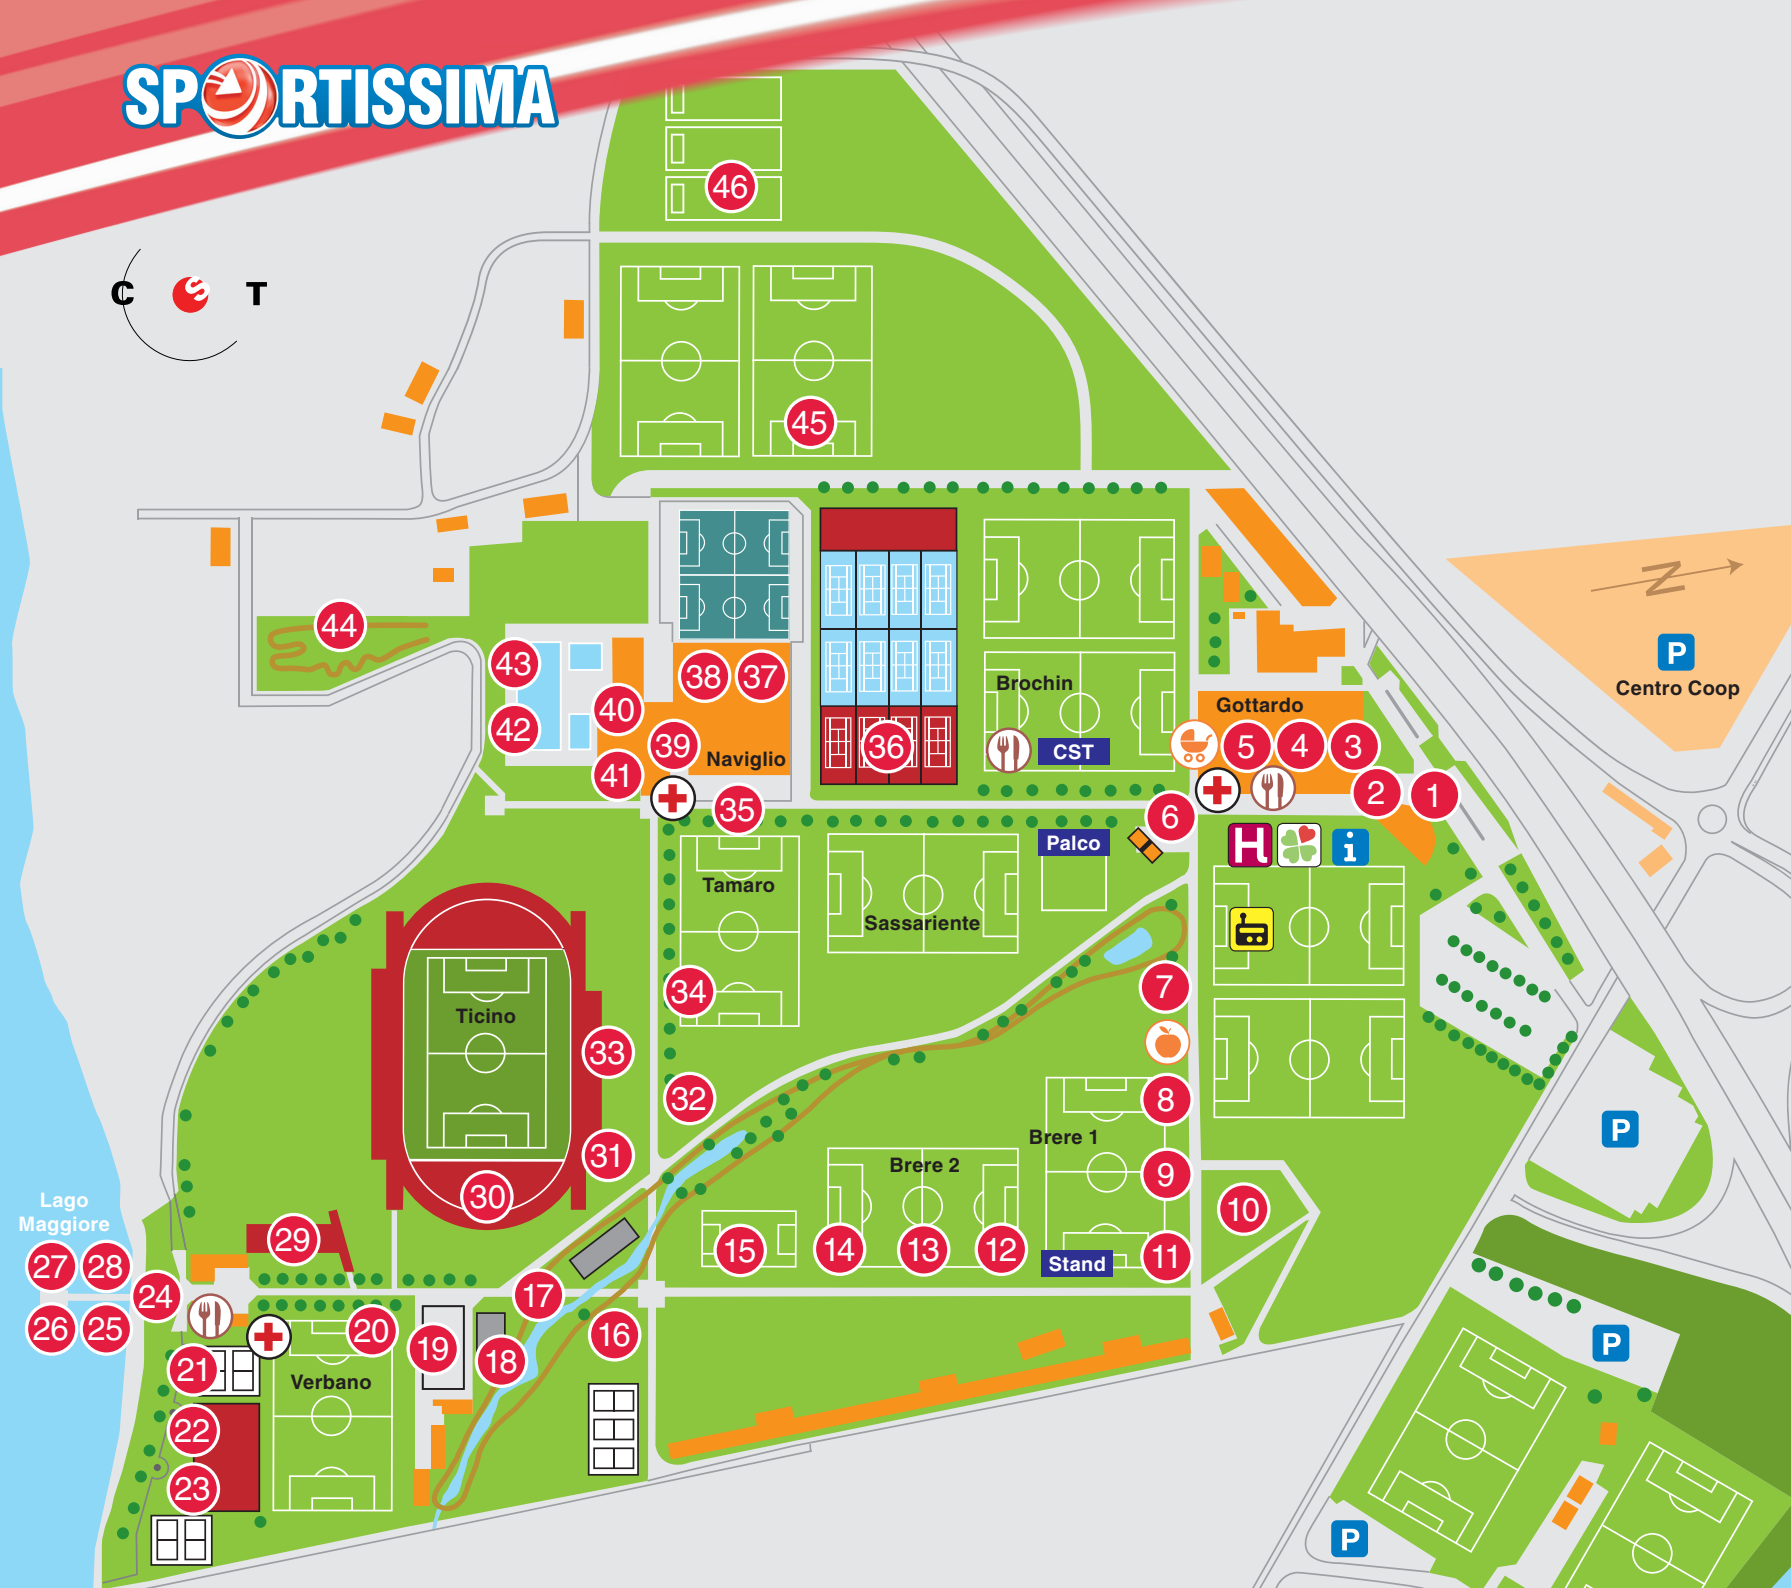 SPORTISSIMA
46
C S T
45
N
P
Centro Coop
44
43
38
37
Brochin
Gottardo
40
42
39
36
CST
5
4
3
41
Naviglio
2
1
35
6
Palco
H
i
Tamaro
Sassariente
34
7
Ticino
33
32
8
P
31
Brere 1
Brere 2
9
30
Lago
Maggiore
10
29
15
14
13
12
Stand
11
27
28
24
17
26
25
20
19
18
16
P
21
Verbano
22
23
P